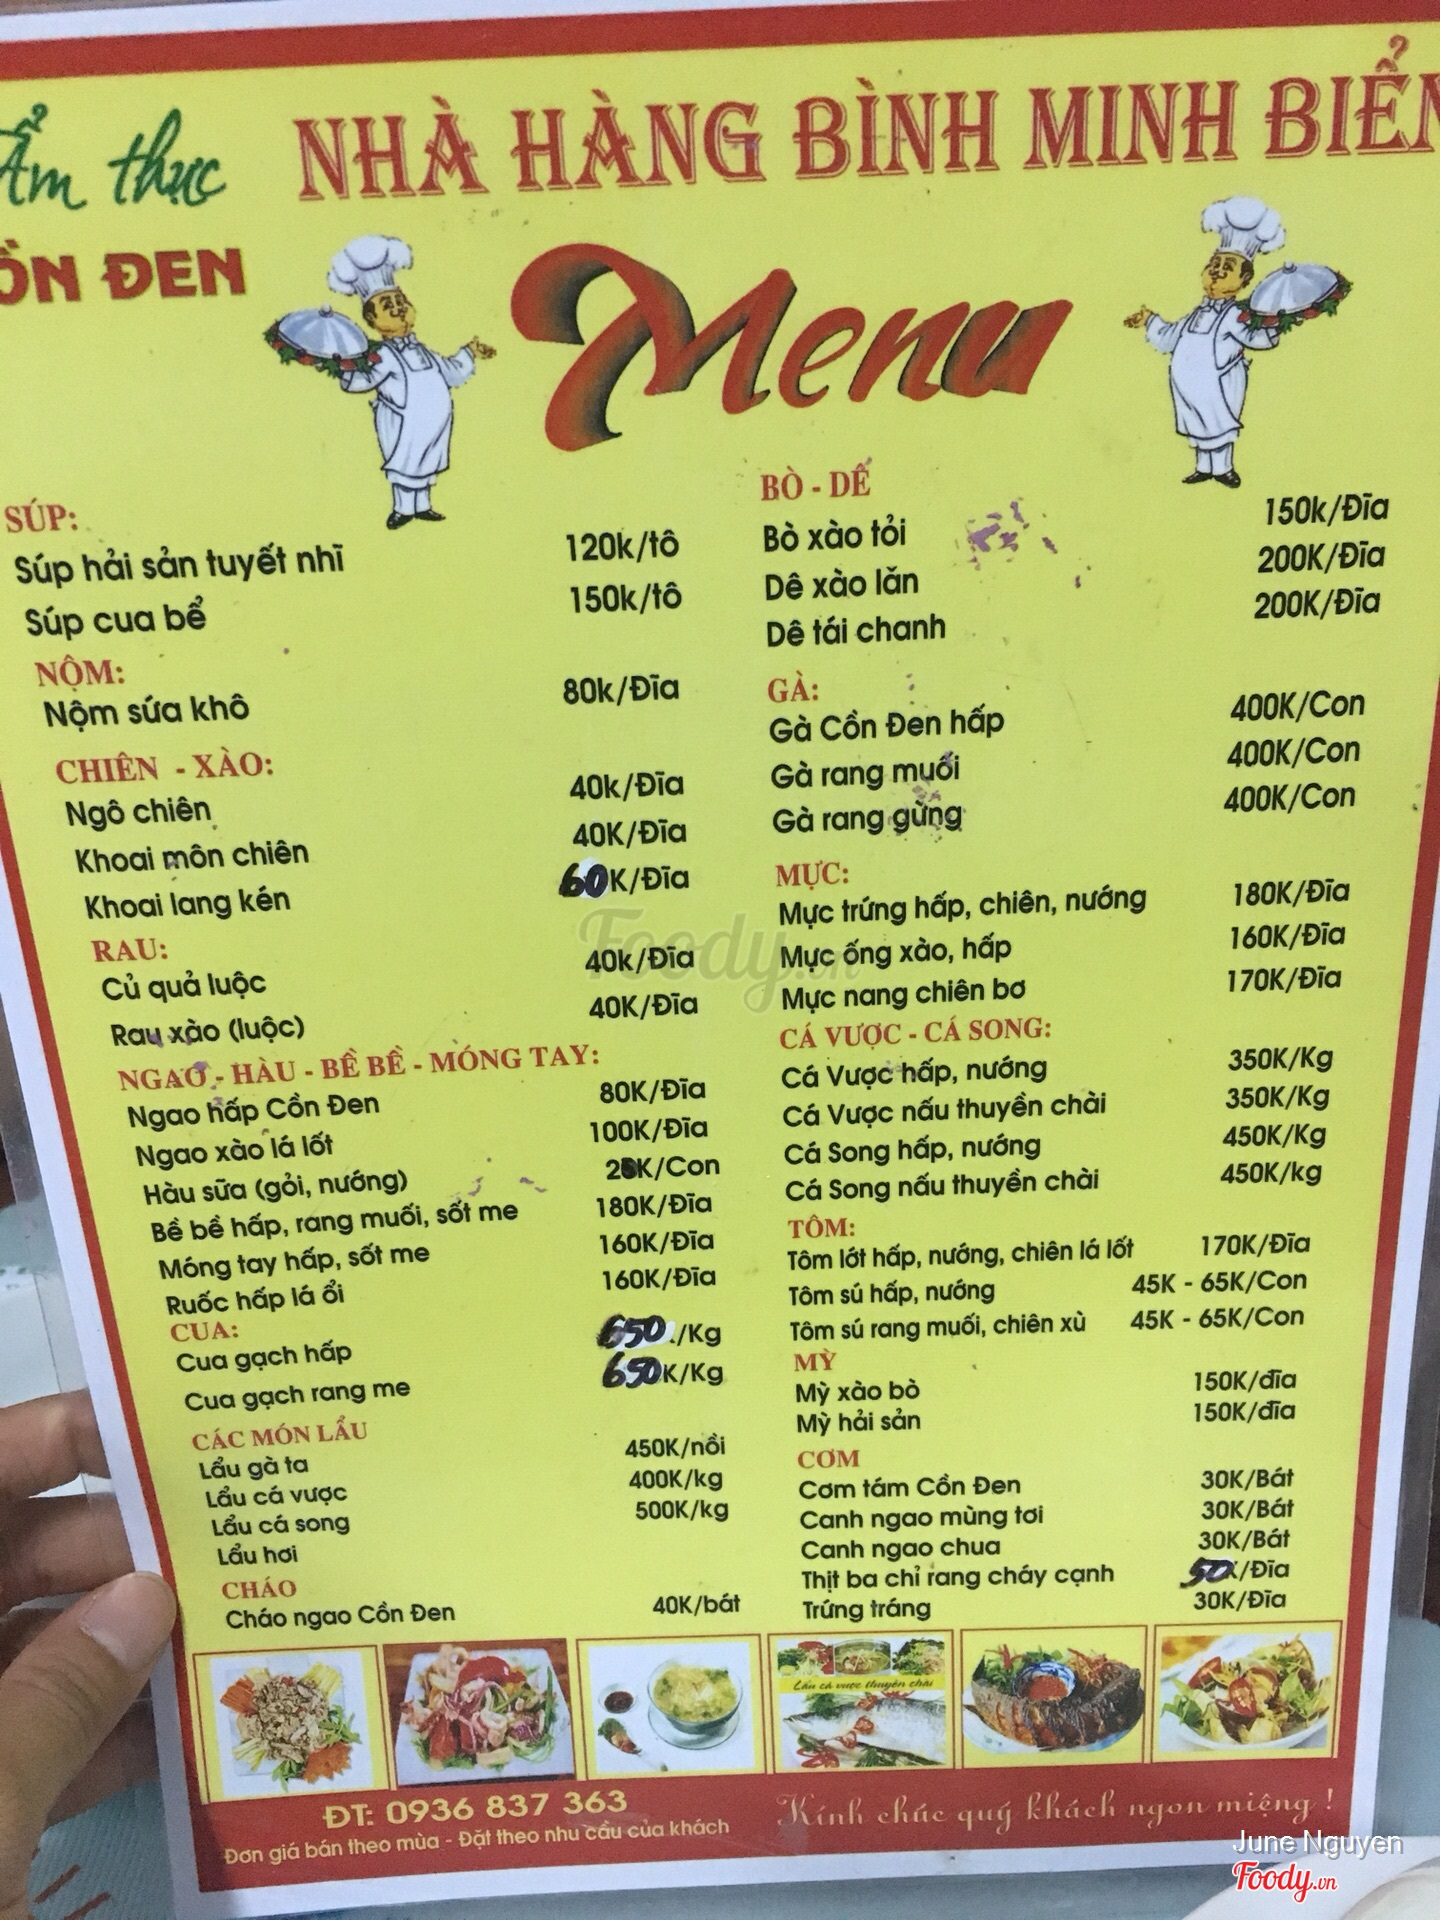 Ẩm thực
ỒN ĐEN
NHÀ HÀNG BÌNH MINH BIỂN
Menu
SÚP:
Súp hải sản tuyết nhĩ 120k/tô
Súp cua bể 150k/tô
NỘM:
Nộm sứa khô 80k/Đĩa
CHIÊN - XÀO:
Ngô chiên 40k/Đĩa
Khoai môn chiên 40K/Đĩa
Khoai lang kén 60K/Đĩa
RAU:
Củ quả luộc 40k/Đĩa
Rau xào (luộc) 40K/Đĩa
NGAO - HÀU - BỀ BỀ - MÓNG TAY:
Ngao hấp Cồn Đen 80K/Đĩa
Ngao xào lá lốt 100K/Đĩa
Hàu sữa (gỏi, nướng)
Bề bề hấp, rang muối, sốt me 180K/Đĩa
Móng tay hấp, sốt me 160K/Đĩa
Ruốc hấp lá ổi 160K/Đĩa
CUA:
Cua gạch hấp 650/Kg
Cua gạch rang me 650K/Kg
CÁC MÓN LẨU
Lẩu gà ta 450K/nồi
Lẩu cá vược 400K/kg
Lẩu cá song 500K/kg
Lẩu hơi
CHÁO
Cháo ngao Cồn Đen 40K/bát
BÒ - DÊ
Bò xào tỏi 150k/Đĩa
Dê xào lăn 200K/Đĩa
Dê tái chanh 200K/Đĩa
GÀ:
Gà Cồn Đen hấp 400K/Con
Gà rang muối 400K/Con
Gà rang gừng 400K/Con
MỰC:
Mực trứng hấp, chiên, nướng 180K/Đĩa
Mực ống xào, hấp 160K/Đĩa
Mực nang chiên bơ 170K/Đĩa
CÁ VƯỢC - CÁ SONG:
Cá Vược hấp, nướng 350K/Kg
Cá Vược nấu thuyền chài 350K/Kg
Cá Song hấp, nướng 450K/Kg
Cá Song nấu thuyền chài 450K/kg
TÔM:
Tôm lớt hấp, nướng, chiên lá lốt 170K/Đĩa
Tôm sú hấp, nướng 45K - 65K/Con
Tôm sú rang muối, chiên xù 45K - 65K/Con
MỲ
Mỳ xào bò 150K/đĩa
Mỳ hải sản 150K/đĩa
CƠM
Cơm tám Cồn Đen 30K/Bát
Canh ngao mùng tơi 30K/Bát
Canh ngao chua 30K/Bát
Thịt ba chỉ rang cháy cạnh 50K/Đĩa
Trứng tráng 30K/Đĩa
Lẩu cá vược thuyền chài
ĐT: 0936 837 363
Đơn giá bán theo mùa - Đặt theo nhu cầu của khách
Kính chúc quý khách ngon miệng !
Foody.vn
June Nguyen
Foody.vn